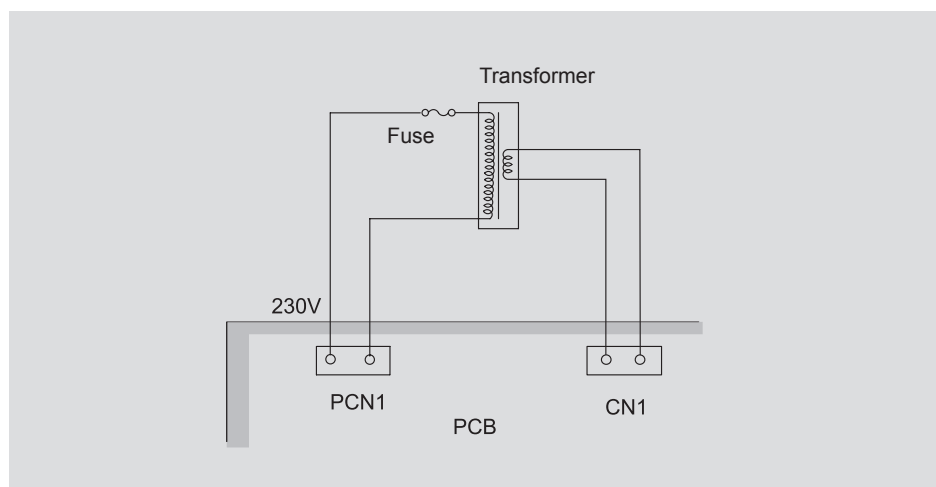 Transformer
Fuse
230V
PCN1
CN1
PCB